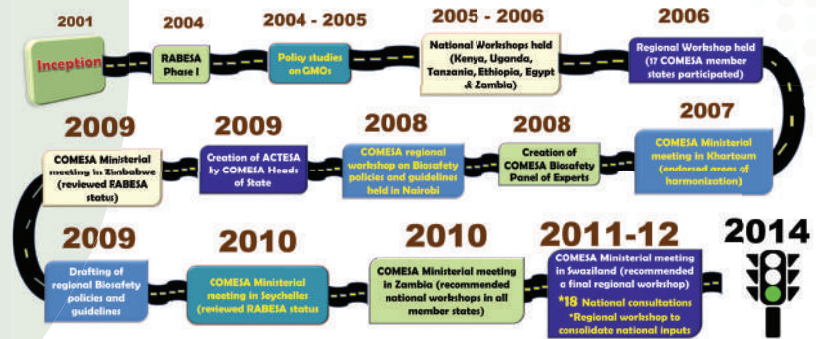 2001
Inception
2004
RABESA
Phase I
2004 - 2005
Policy studies
on GMOs
2005 - 2006
National Workshops held
(Kenya, Uganda,
Tanzania, Ethiopia, Egypt
& Zambia)
2006
Regional Workshop held
(17 COMESA member
states participated)
2007
COMESA Ministerial
meeting in Khartoum
(endorsed areas of
harmonization)
2008
Creation of
COMESA Biosafety
Panel of Experts
2008
COMESA regional
workshop on Biosafety
policies and guidelines
held in Nairobi
2009
Creation of ACTESA
by COMESA Heads
of State
2009
COMESA Ministerial
meeting in Zimbabwe
(reviewed RABESA
status)
2009
Drafting of
regional Biosafety
policies and
guidelines
2010
COMESA Ministerial
meeting in Seychelles
(reviewed RABESA status
2010
COMESA Ministerial meeting
in Zambia (recommended
national workshops in all
member states)
2011-12
COMESA Ministerial meeting
in Swaziland (recommended
a final regional workshop)
*18 National consultations
*Regional workshop to
consolidate national inputs
2014